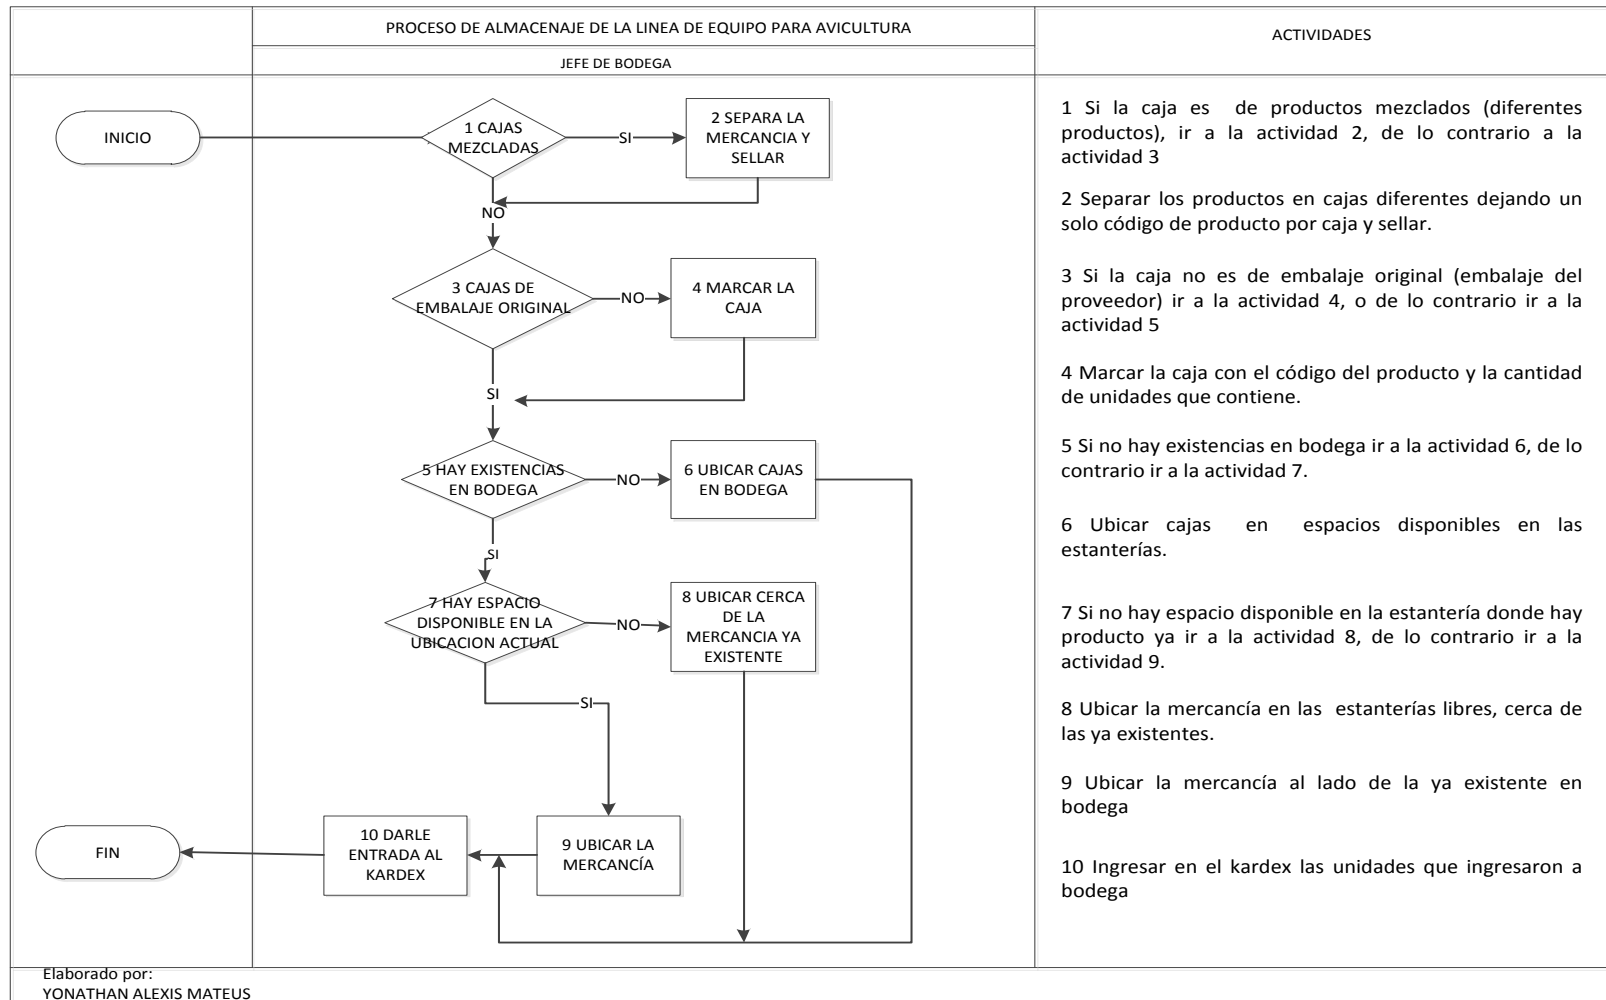 PROCESO DE ALMACENAJE DE LA LINEA DE EQUIPO PARA AVICULTURA
ACTIVIDADES
JEFE DE BODEGA
INICIO
1 CAJAS
MEZCLADAS
SI
2 SEPARA LA
MERCANCIA Y
SELLAR
NO
3 CAJAS DE
EMBALAJE ORIGINAL
NO
4 MARCAR LA
CAJA
SI
5 HAY EXISTENCIAS
EN BODEGA
NO
6 UBICAR CAJAS
EN BODEGA
SI
7 HAY ESPACIO
DISPONIBLE EN LA
UBICACION ACTUAL
NO
8 UBICAR CERCA
DE LA
MERCANCIA YA
EXISTENTE
SI
9 UBICAR LA
MERCANCÍA
10 DARLE
ENTRADA AL
KARDEX
FIN
1 Si la caja es de productos mezclados (diferentes
productos), ir a la actividad 2, de lo contrario a la
actividad 3
2 Separar los productos en cajas diferentes dejando un
solo código de producto por caja y sellar.
3 Si la caja no es de embalaje original (embalaje del
proveedor) ir a la actividad 4, o de lo contrario ir a la
actividad 5
4 Marcar la caja con el código del producto y la cantidad
de unidades que contiene.
5 Si no hay existencias en bodega ir a la actividad 6, de lo
contrario ir a la actividad 7.
6 Ubicar cajas en espacios disponibles en las
estanterías.
7 Si no hay espacio disponible en la estantería donde hay
producto ya ir a la actividad 8, de lo contrario ir a la
actividad 9.
8 Ubicar la mercancía en las estanterías libres, cerca de
las ya existentes.
9 Ubicar la mercancía al lado de la ya existente en
bodega
10 Ingresar en el kardex las unidades que ingresaron a
bodega
Elaborado por:
YONATHAN ALEXIS MATEUS